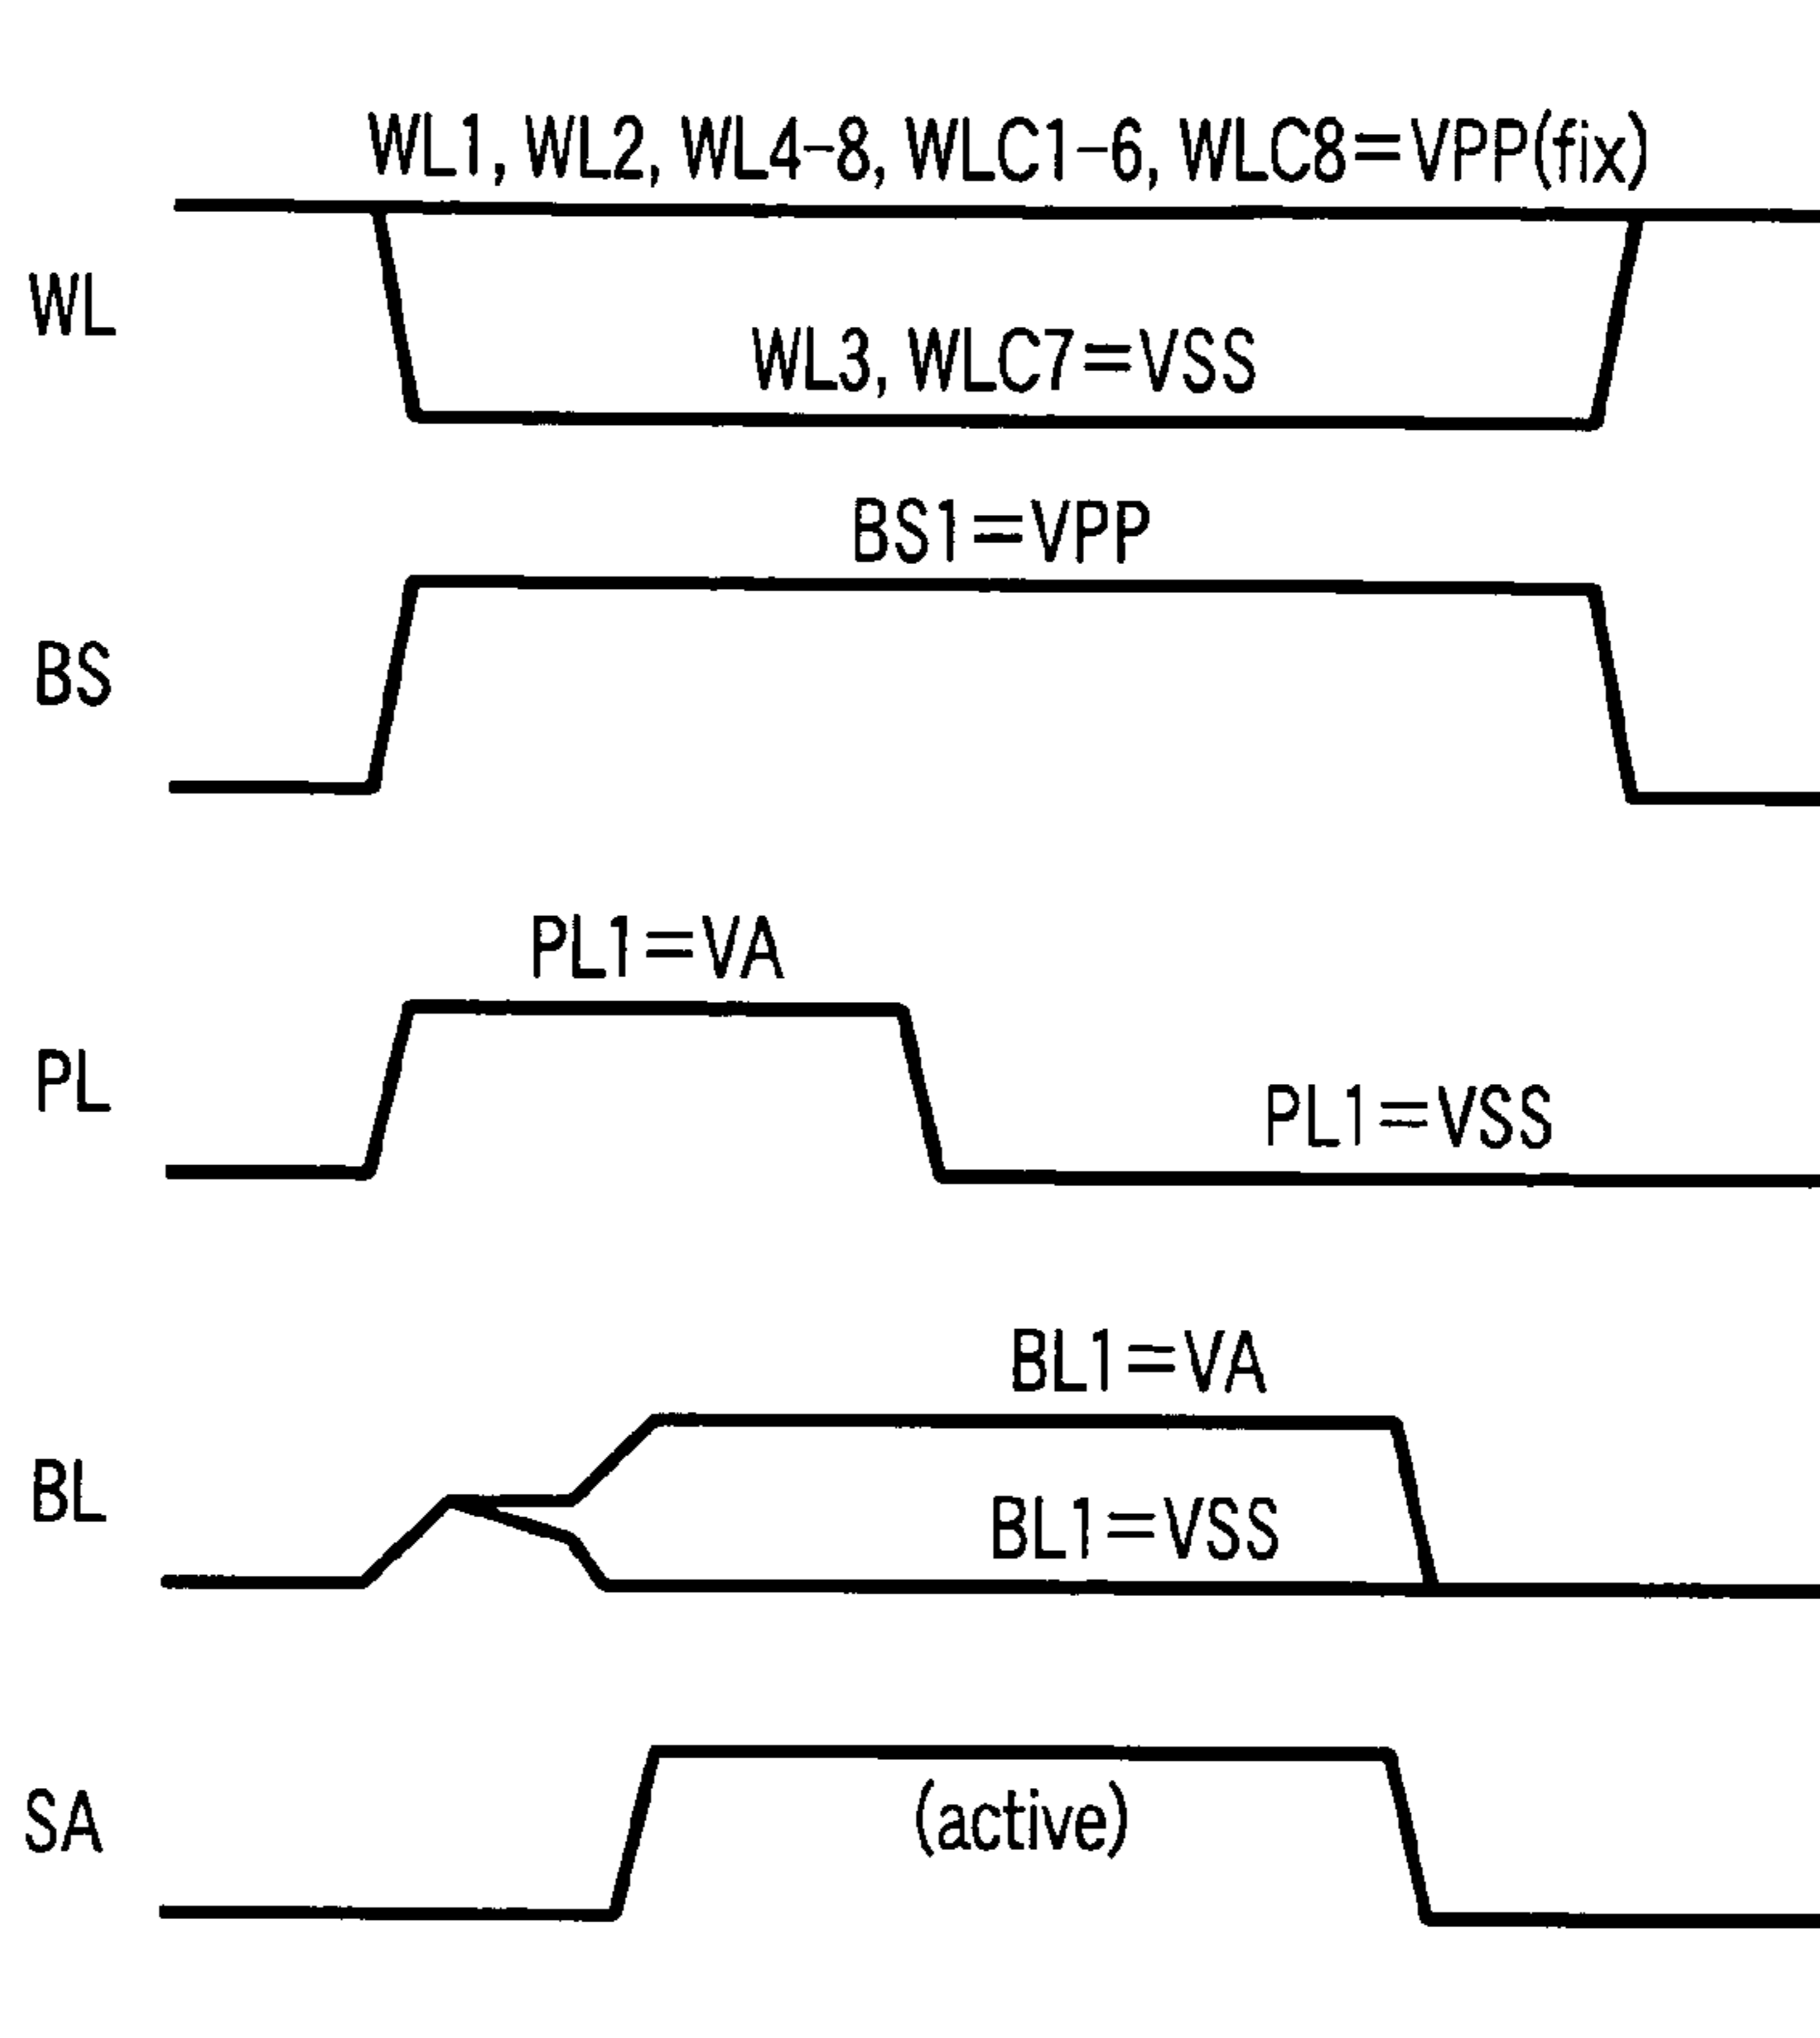 WL1, WL2, WL4-8, WLC1-6, WLC8=VPP(fix)
WL
WL3, WLC7=VSS
BS1=VPP
BS
PL1=VA
PL
PL1=VSS
BL1=VA
BL
BL1=VSS
SA
(active)